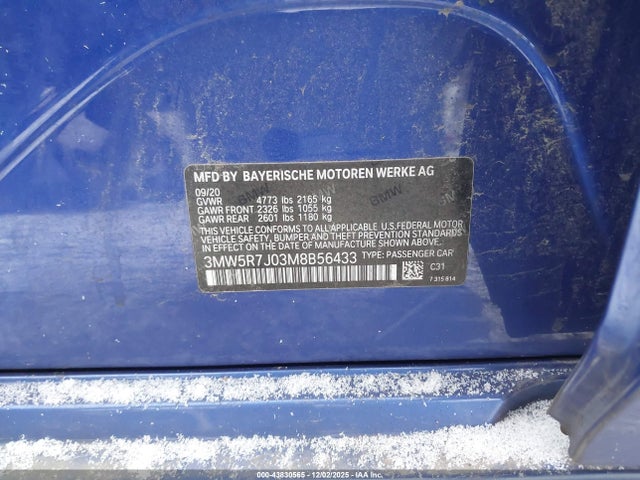 MFD BY BAYERISCHE MOTOREN WERKE AG
09/20
GVWR 4773 lbs 2165 kg
GAWR FRONT 2326 lbs 1055 kg
GAWR REAR 2601 lbs 1180 kg
THIS VEHICLE CONFORMS TO ALL APPLICABLE U.S.FEDERAL MOTOR
VEHICLE SAFETY, BUMPER, AND THEFT PREVENTION STANDARDS
IN EFFECT ON THE DATE OF MANUFACTURE SHOWN ABOVE.
3MW5R7J03M8B56433 TYPE: PASSENGER CAR
C31
7 315 814
000-43830565 12/02/2025 - IAA Inc.